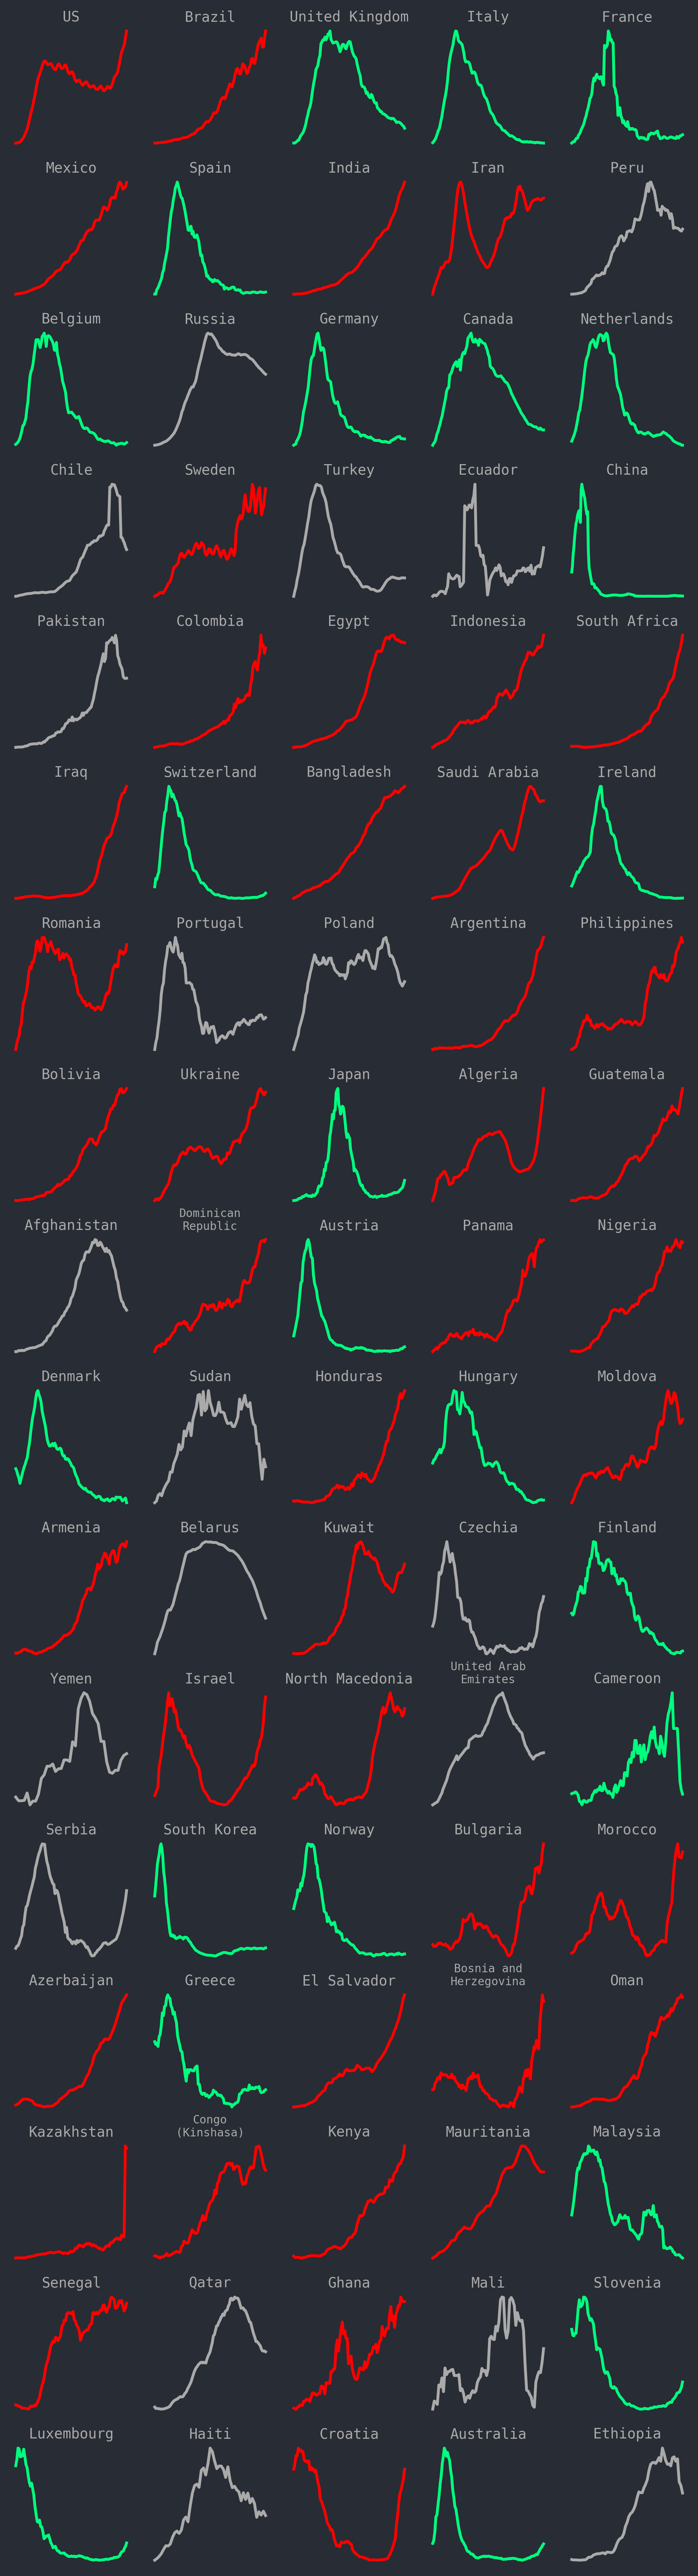 US
Brazil
United Kingdom
Italy
France
Mexico
Spain
India
Iran
Peru
Belgium
Russia
Germany
Canada
Netherlands
Chile
Sweden
Turkey
Ecuador
China
Pakistan
Colombia
Egypt
Indonesia
South Africa
Iraq
Switzerland
Bangladesh
Saudi Arabia
Ireland
Romania
Portugal
Poland
Argentina
Philippines
Bolivia
Ukraine
Japan
Algeria
Guatemala
Afghanistan
Dominican
Republic
Austria
Panama
Nigeria
Denmark
Sudan
Honduras
Hungary
Moldova
Armenia
Belarus
Kuwait
Czechia
Finland
Yemen
Israel
North Macedonia
United Arab
Emirates
Cameroon
Serbia
South Korea
Norway
Bulgaria
Morocco
Azerbaijan
Greece
El Salvador
Bosnia and
Herzegovina
Oman
Kazakhstan
Congo
(Kinshasa)
Kenya
Mauritania
Malaysia
Senegal
Qatar
Ghana
Mali
Slovenia
Luxembourg
Haiti
Croatia
Australia
Ethiopia